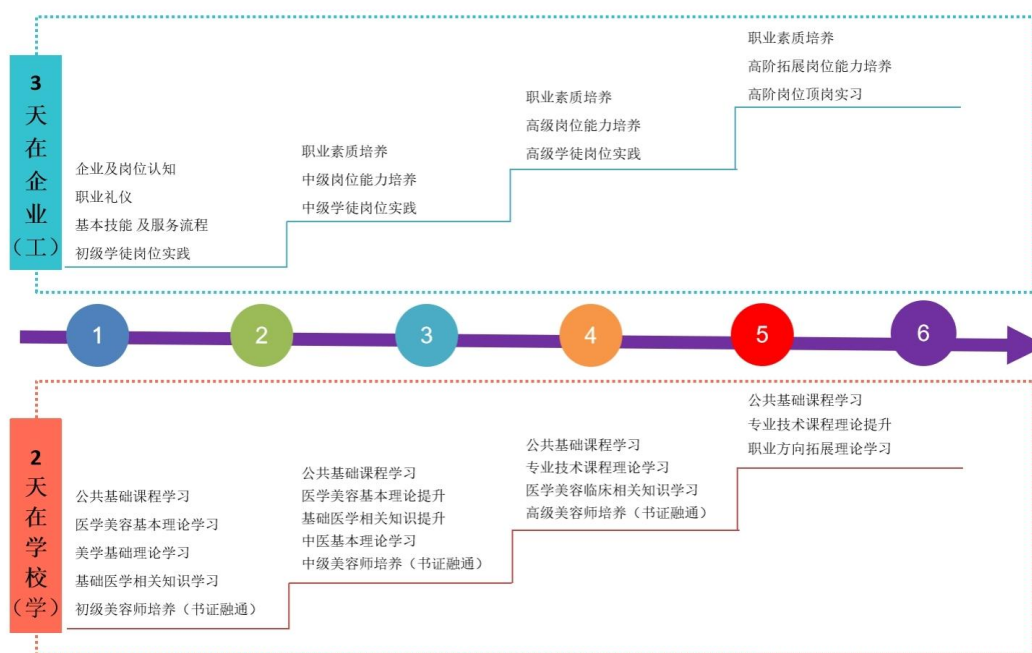 3天在企业（工）
企业及岗位认知
职业礼仪
基本技能 及服务流程
初级学徒岗位实践
职业素质培养
中级岗位能力培养
中级学徒岗位实践
职业素质培养
高级岗位能力培养
高级学徒岗位实践
职业素质培养
高阶拓展岗位能力培养
高阶岗位顶岗实习
1
2
3
4
5
6
2天在学校（学）
公共基础课程学习
医学美容基本理论学习
美学基础理论学习
基础医学相关知识学习
初级美容师培养（书证融通）
公共基础课程学习
医学美容基本理论提升
基础医学相关知识提升
中医基本理论学习
中级美容师培养（书证融通）
公共基础课程学习
专业技术课程理论学习
医学美容临床相关知识学习
高级美容师培养（书证融通）
公共基础课程学习
专业技术课程理论提升
职业方向拓展理论学习